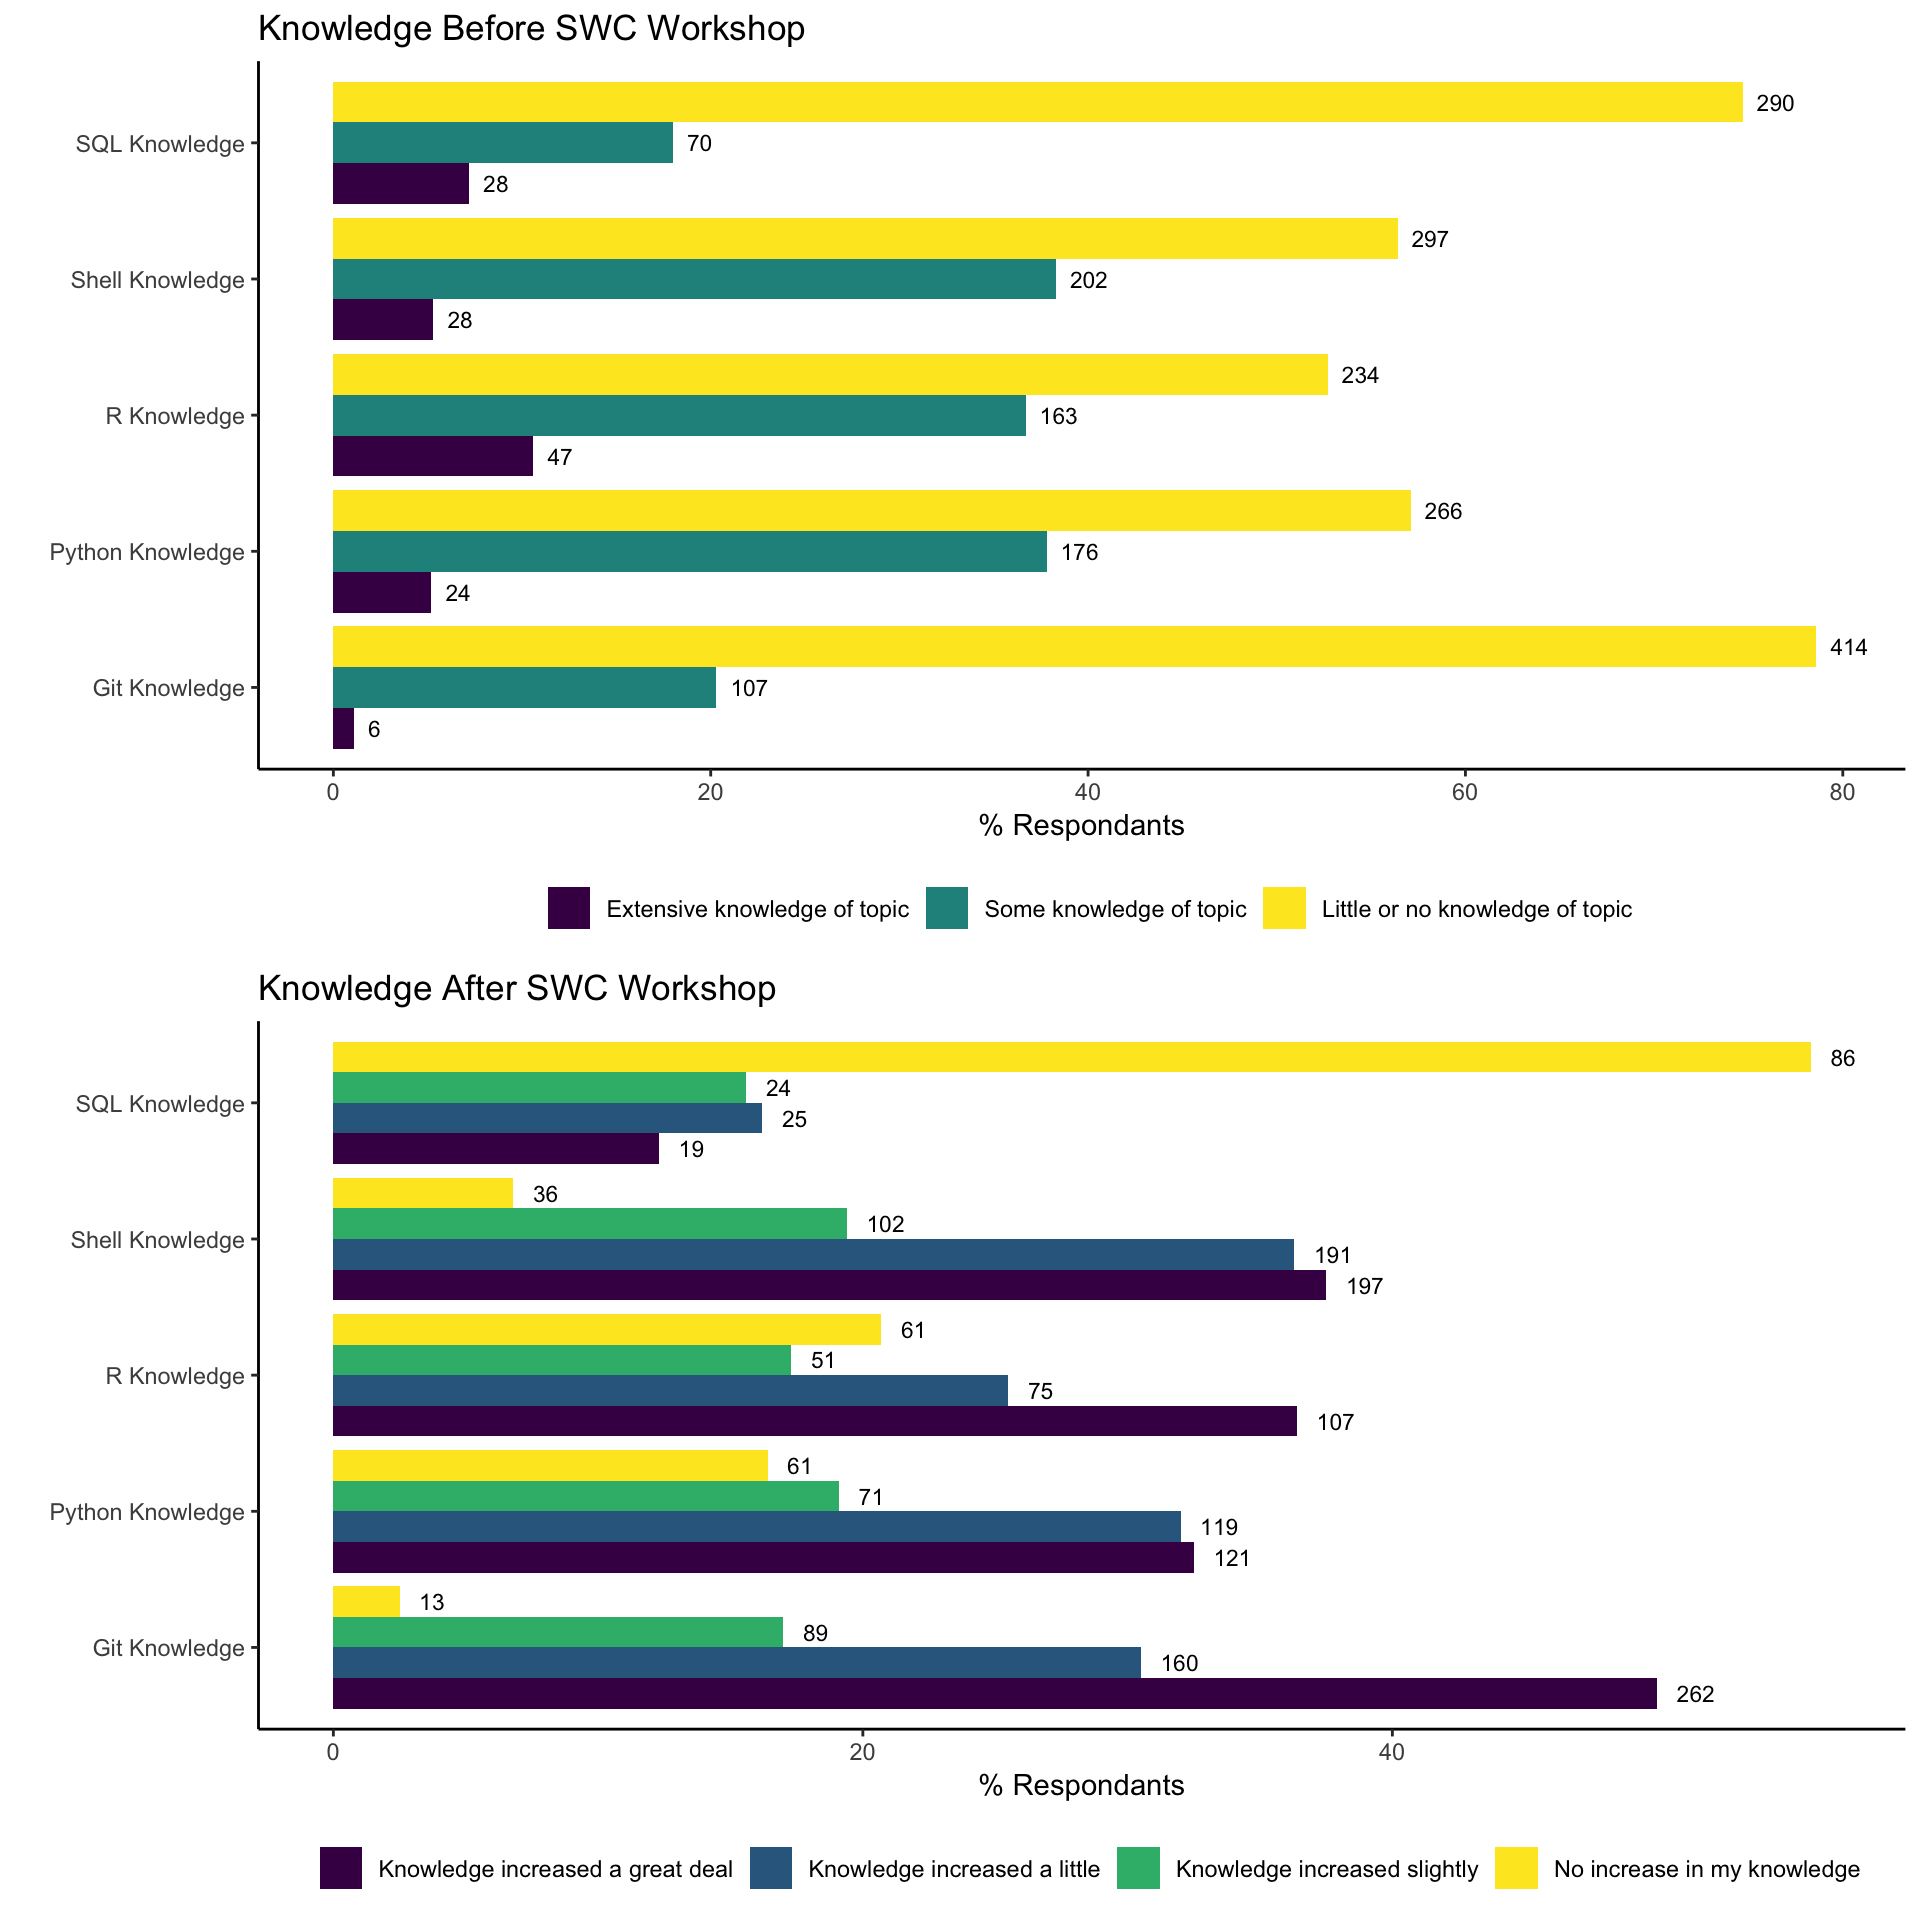 Knowledge Before SWC Workshop
290
SQL Knowledge
70
28
297
Shell Knowledge
202
28
234
R Knowledge
163
47
266
Python Knowledge
176
24
414
Git Knowledge
107
6
0 20 40 60 80
% Respondants
Extensive knowledge of topic Some knowledge of topic Little or no knowledge of topic
Knowledge After SWC Workshop
86
24
SQL Knowledge
25
19
36
102
Shell Knowledge
191
197
61
51
R Knowledge
75
107
61
71
Python Knowledge
119
121
13
89
Git Knowledge
160
262
0 20 40
% Respondants
Knowledge increased a great deal Knowledge increased a little Knowledge increased slightly No increase in my knowledge